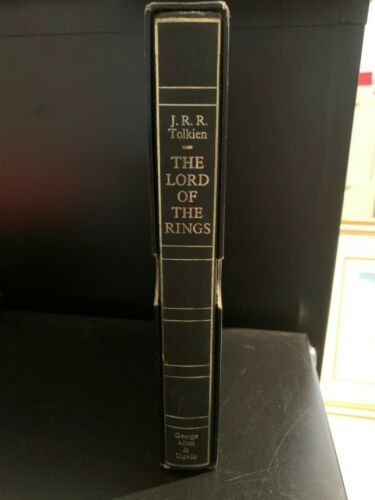 J. R. R.
Tolkien
THE
LORD
OF
THE
RINGS
George
Allen
&
Unwin